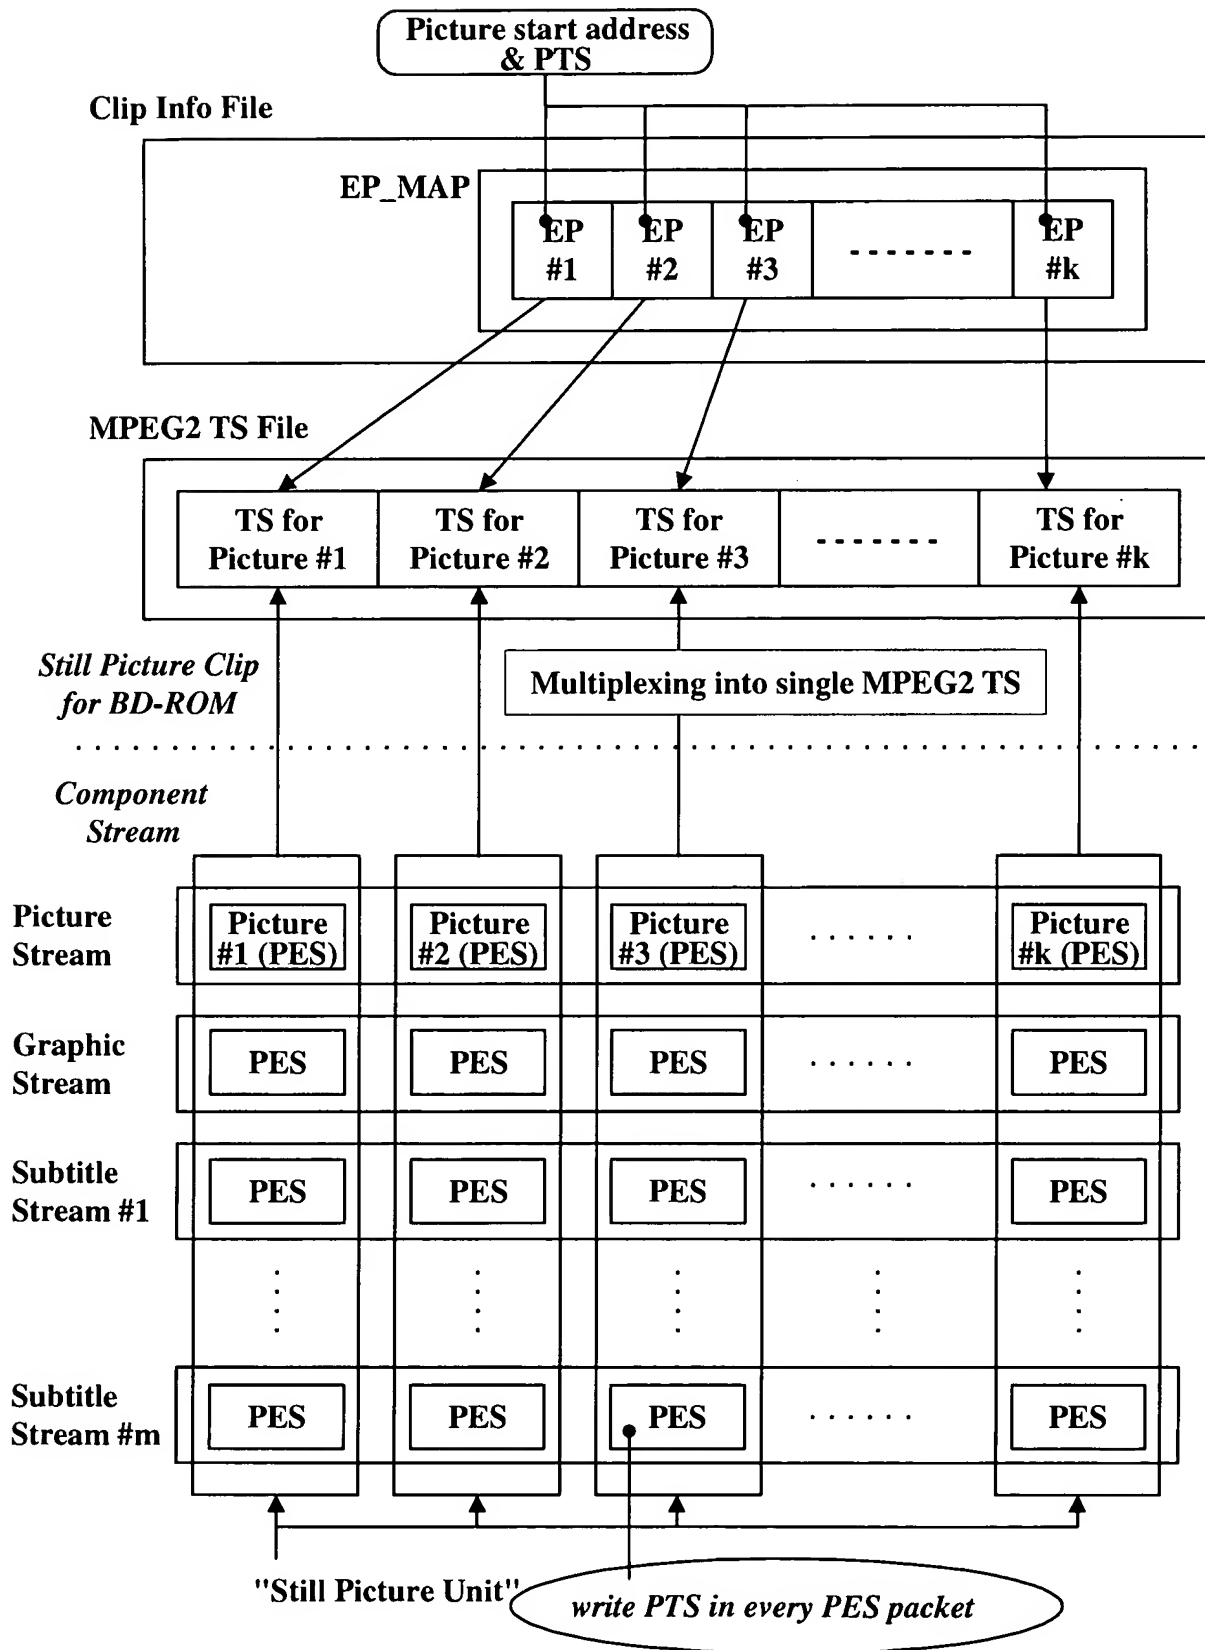 Picture start address
& PTS
Clip Info File
EP_MAP
EP
#1
EP
#2
EP
#3
- - - - - - -
EP
#k
MPEG2 TS File
TS for
Picture #1
TS for
Picture #2
TS for
Picture #3
- - - - - - -
TS for
Picture #k
Still Picture Clip
for BD-ROM
Multiplexing into single MPEG2 TS
Component
Stream
Picture
Stream
Picture
#1 (PES)
Picture
#2 (PES)
Picture
#3 (PES)
. . . . . .
Picture
#k (PES)
Graphic
Stream
PES
PES
PES
. . . . . .
PES
Subtitle
Stream #1
PES
PES
PES
. . . . . .
PES
Subtitle
Stream #m
PES
PES
PES
. . . . . .
PES
"Still Picture Unit"
write PTS in every PES packet